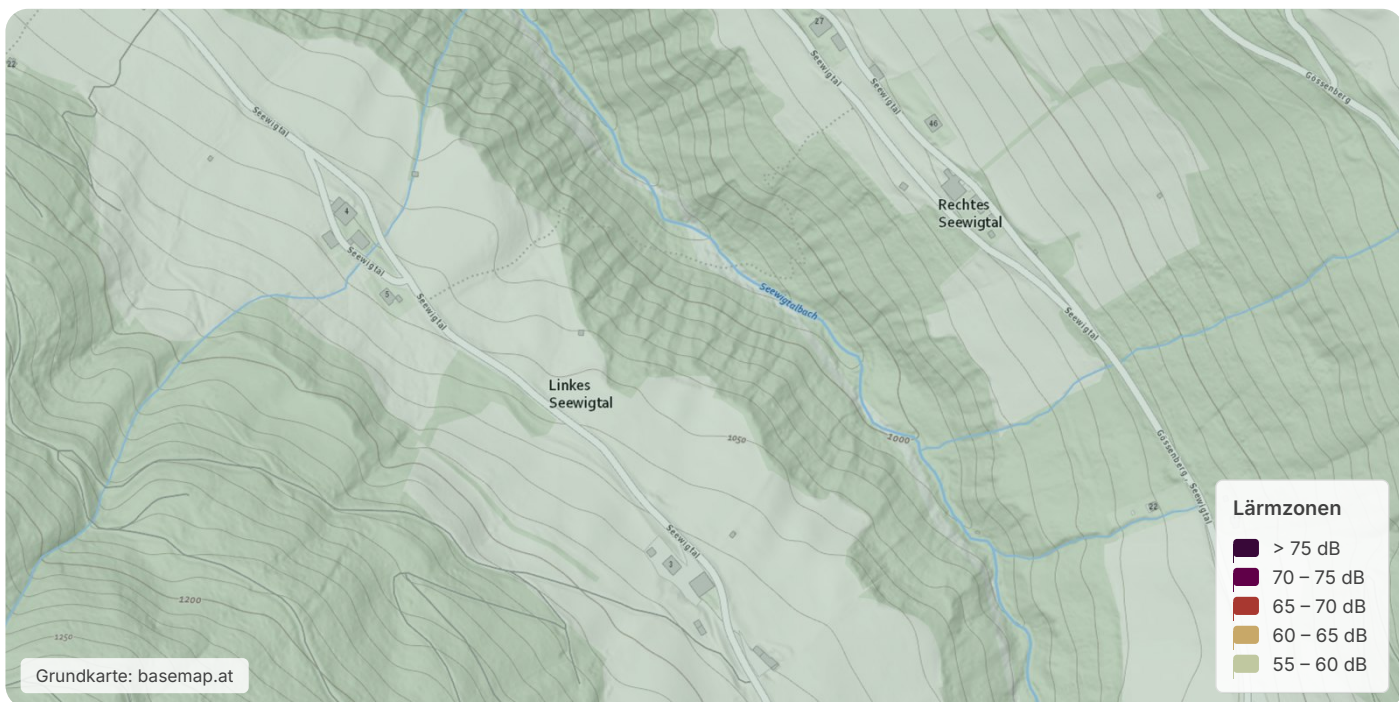 27
22
Seewigtal
Seewigtal
Gössenberg
Seewigtal
46
Rechtes
Seewigtal
4
Seewigtal
5
Seewigtal
Seewigtalbach
Seewigtal
Linkes
Seewigtal
1050
1000
Gössenberg - Seewigtal
22
Seewigtal
3
1200
1250
Grundkarte: basemap.at
Lärmzonen
> 75 dB
70 – 75 dB
65 – 70 dB
60 – 65 dB
55 – 60 dB